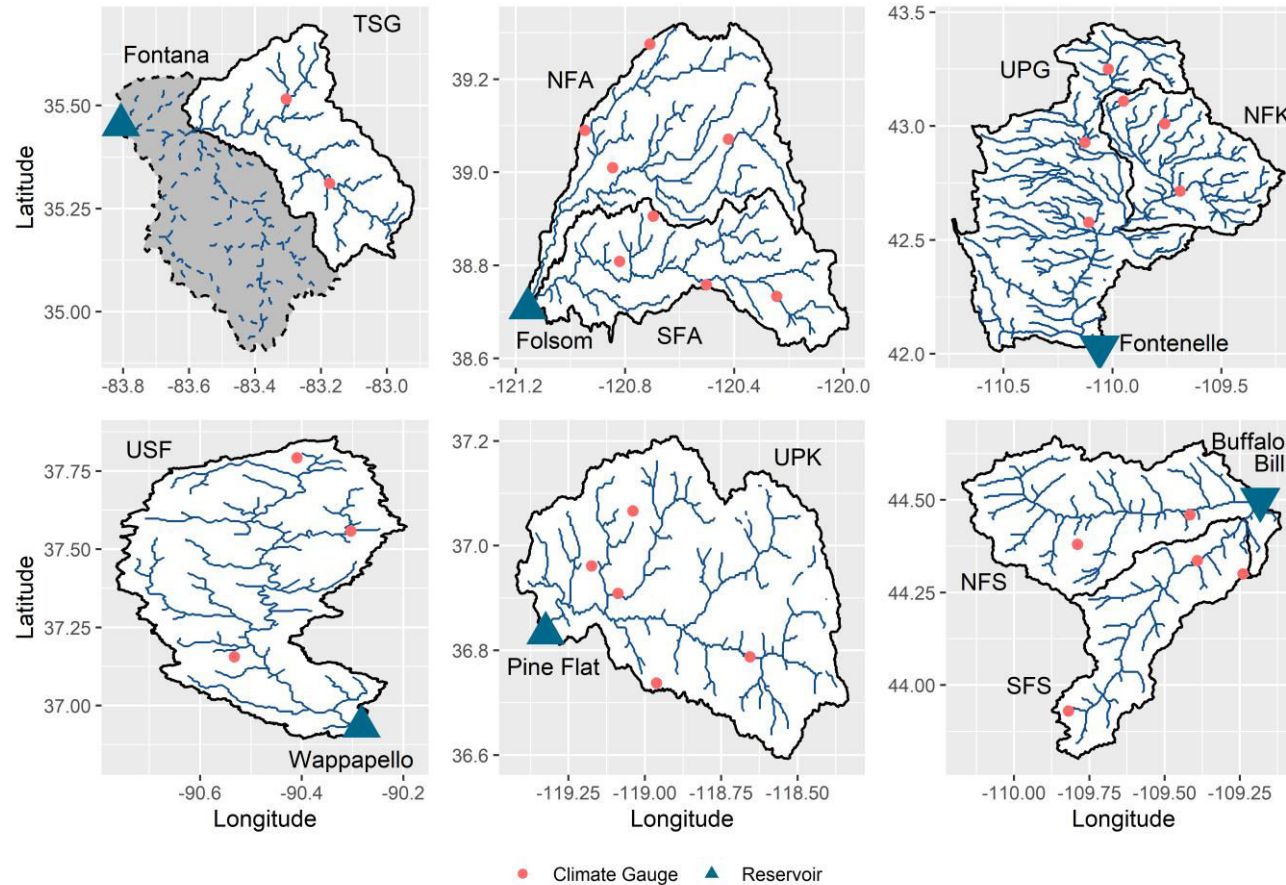 TSG
Fontana
Latitude
35.50
35.25
35.00
-83.8
-83.6
-83.4
-83.2
-83.0
NFA
SFA
Folsom
39.2
39.0
38.8
38.6
-121.2
-120.8
-120.4
-120.0
UPG
NFK
Fontenelle
43.5
43.0
42.5
42.0
-110.5
-110.0
-109.5
USF
Wappapello
Latitude
37.75
37.50
37.25
37.00
-90.6
-90.4
-90.2
Longitude
UPK
Pine Flat
37.2
37.0
36.8
36.6
-119.25
-119.00
-118.75
-118.50
Longitude
Buffalo
Bill
NFS
SFS
44.50
44.25
44.00
-110.00
-109.75
-109.50
-109.25
Longitude
Climate Gauge
Reservoir